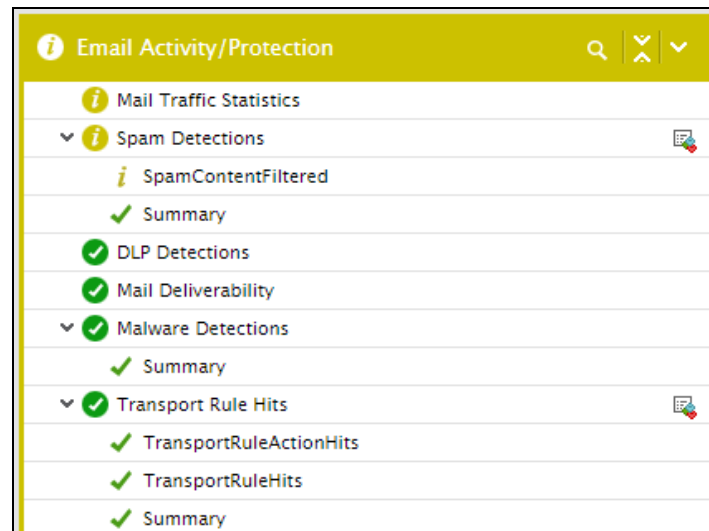 Email Activity/Protection
Mail Traffic Statistics
Spam Detections
SpamContentFiltered
Summary
DLP Detections
Mail Deliverability
Malware Detections
Summary
Transport Rule Hits
TransportRuleActionHits
TransportRuleHits
Summary